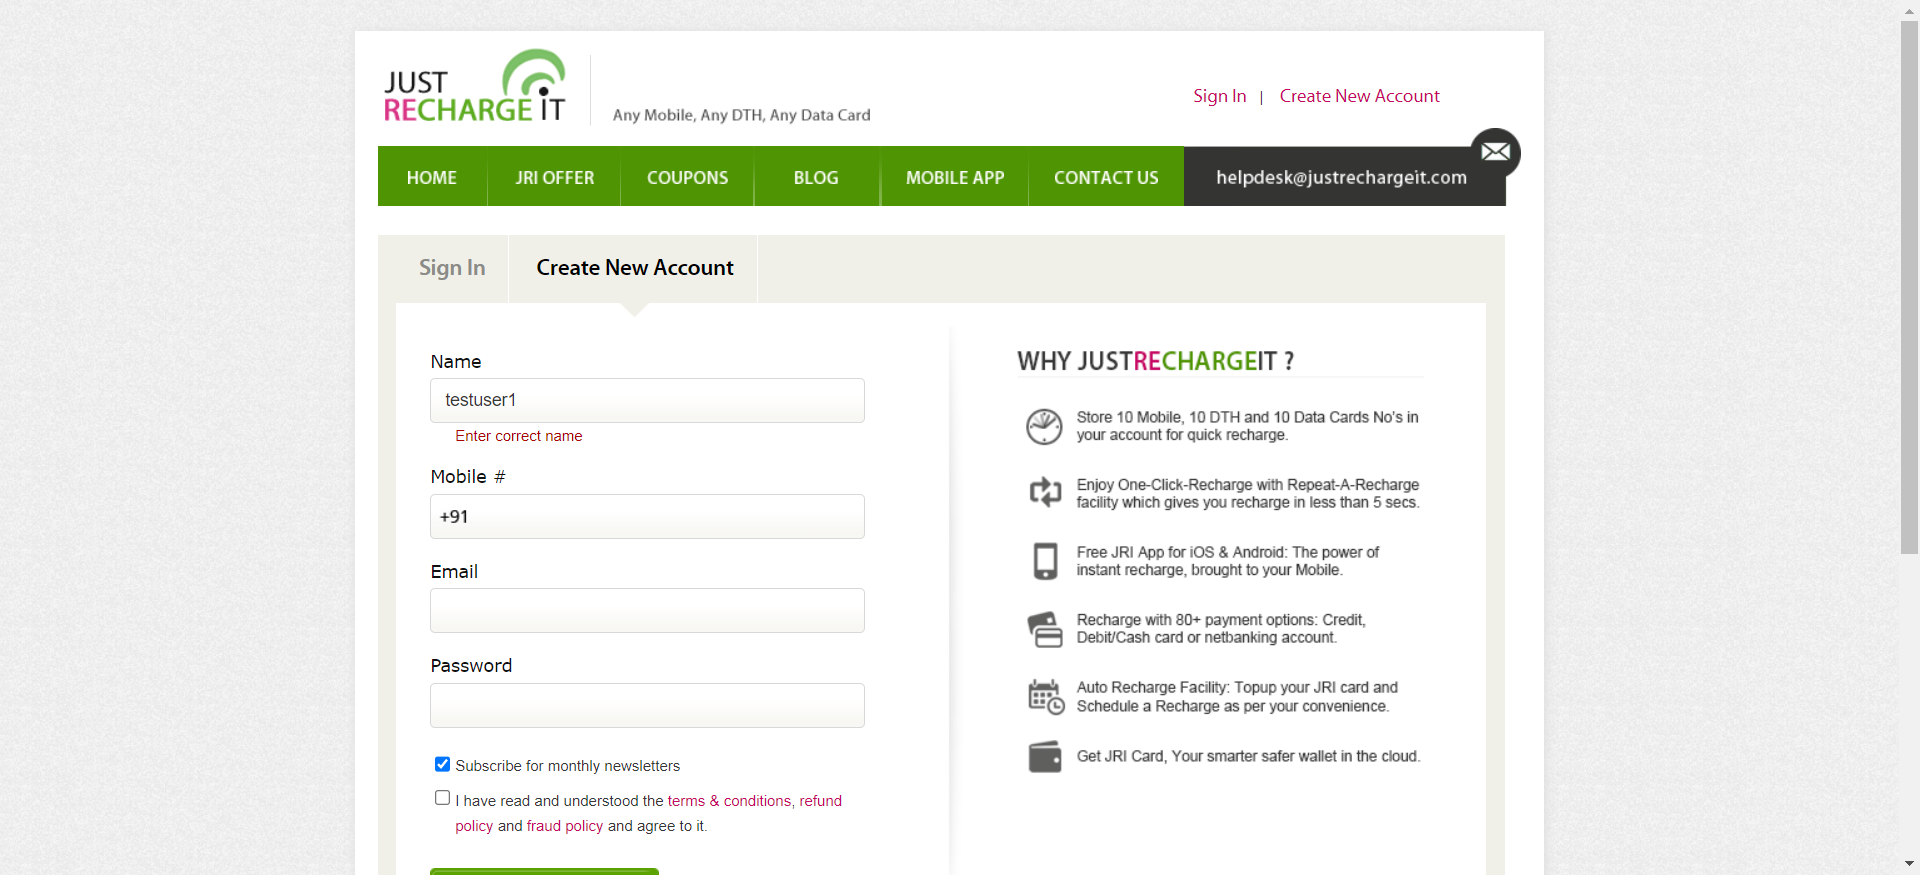 JUST
RECHARGE iT
Any Mobile, Any DTH, Any Data Card
Sign In | Create New Account
HOME JRI OFFER COUPONS BLOG MOBILE APP CONTACT US helpdesk@justrechargeit.com
Sign In Create New Account
Name
testuser1
Enter correct name
Mobile #
+91
Email
Password
Subscribe for monthly newsletters
I have read and understood the terms & conditions, refund
policy and fraud policy and agree to it.
WHY JUSTRECHARGEIT ?
Store 10 Mobile, 10 DTH and 10 Data Cards No's in
your account for quick recharge.
Enjoy One-Click-Recharge with Repeat-A-Recharge
facility which gives you recharge in less than 5 secs.
Free JRI App for iOS & Android: The power of
instant recharge, brought to your Mobile.
Recharge with 80+ payment options: Credit,
Debit/Cash card or netbanking account.
Auto Recharge Facility: Topup your JRI card and
Schedule a Recharge as per your convenience.
Get JRI Card, Your smarter safer wallet in the cloud.